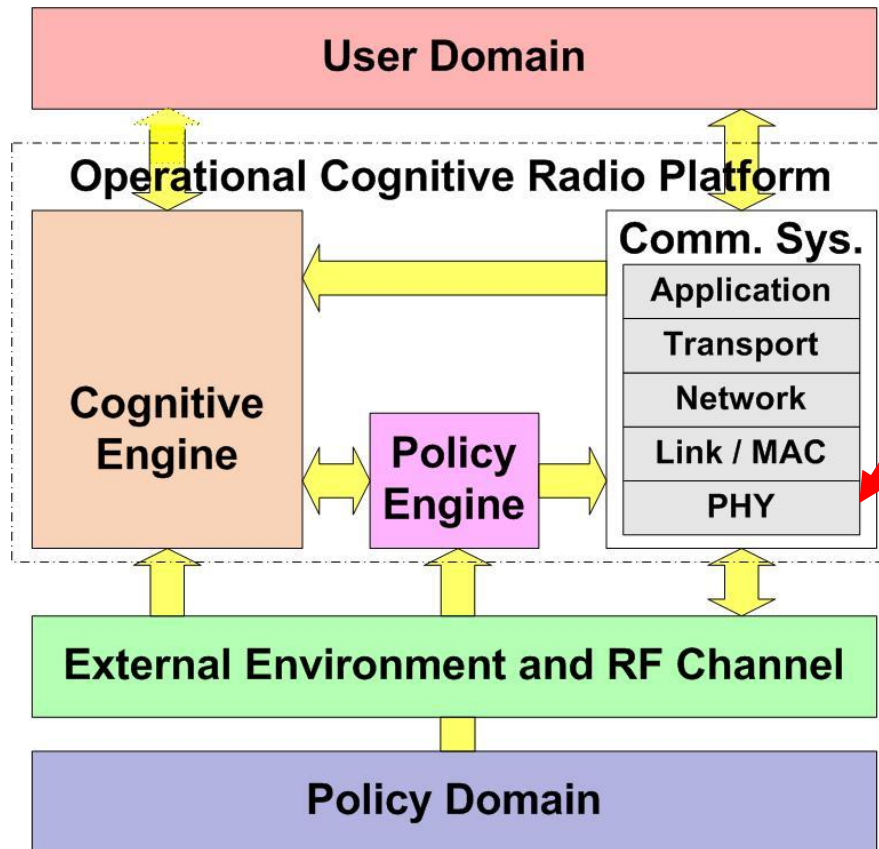 User Domain
Operational Cognitive Radio Platform
Comm. Sys.
Application
Transport
Network
Link / MAC
PHY
Cognitive
Engine
Policy
Engine
External Environment and RF Channel
Policy Domain